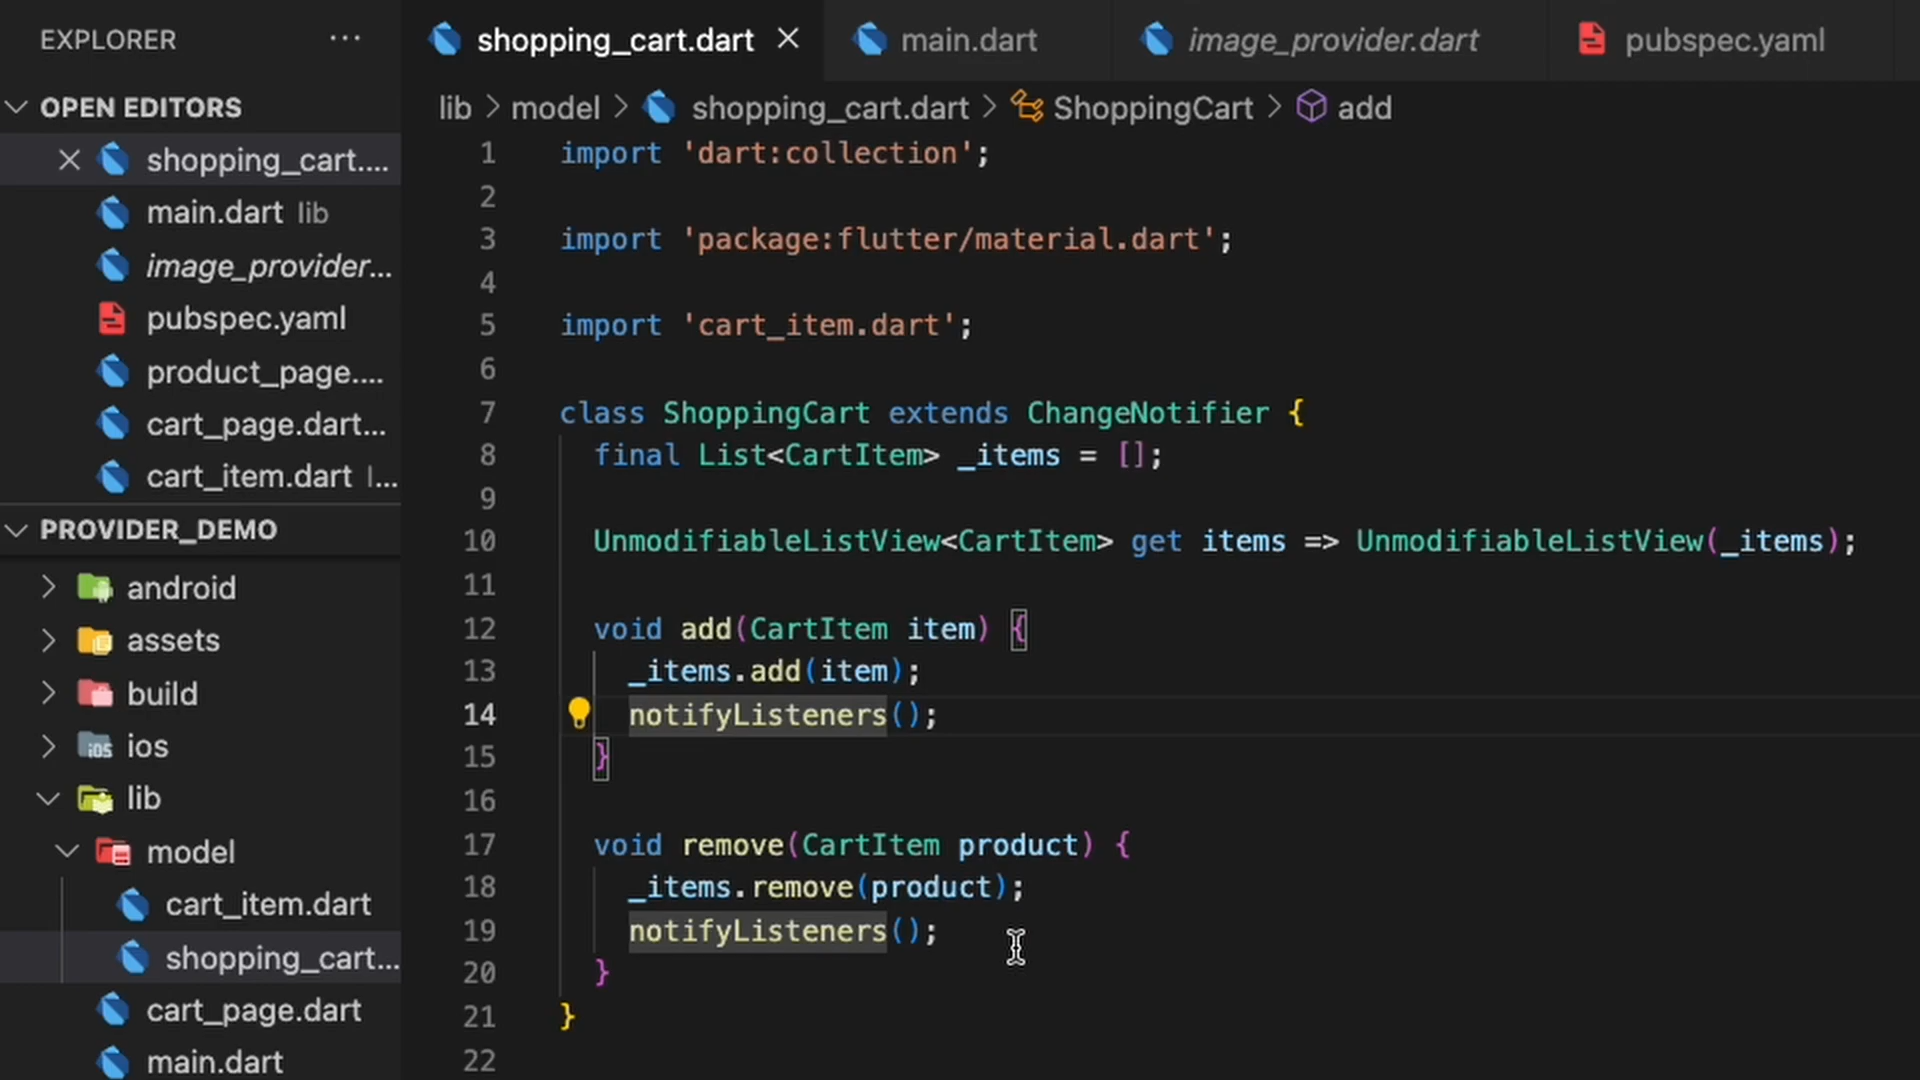 EXPLORER
OPEN EDITORS
shopping_cart....
main.dart lib
image_provider...
pubspec.yaml
product_page....
cart_page.dart...
cart_item.dart l...
PROVIDER_DEMO
android
assets
build
ios
lib
model
cart_item.dart
shopping_cart...
cart_page.dart
main.dart
shopping_cart.dart
main.dart
image_provider.dart
pubspec.yaml
lib > model > shopping_cart.dart > ShoppingCart > add
1 import 'dart:collection';
2
3 import 'package:flutter/material.dart';
4
5 import 'cart_item.dart';
6
7 class ShoppingCart extends ChangeNotifier {
8 final List<CartItem> _items = [];
9
10 UnmodifiableListView<CartItem> get items => UnmodifiableListView(_items);
11
12 void add(CartItem item) {
13 _items.add(item);
14 notifyListeners();
15 }
16
17 void remove(CartItem product) {
18 _items.remove(product);
19 notifyListeners();
20 }
21 }
22